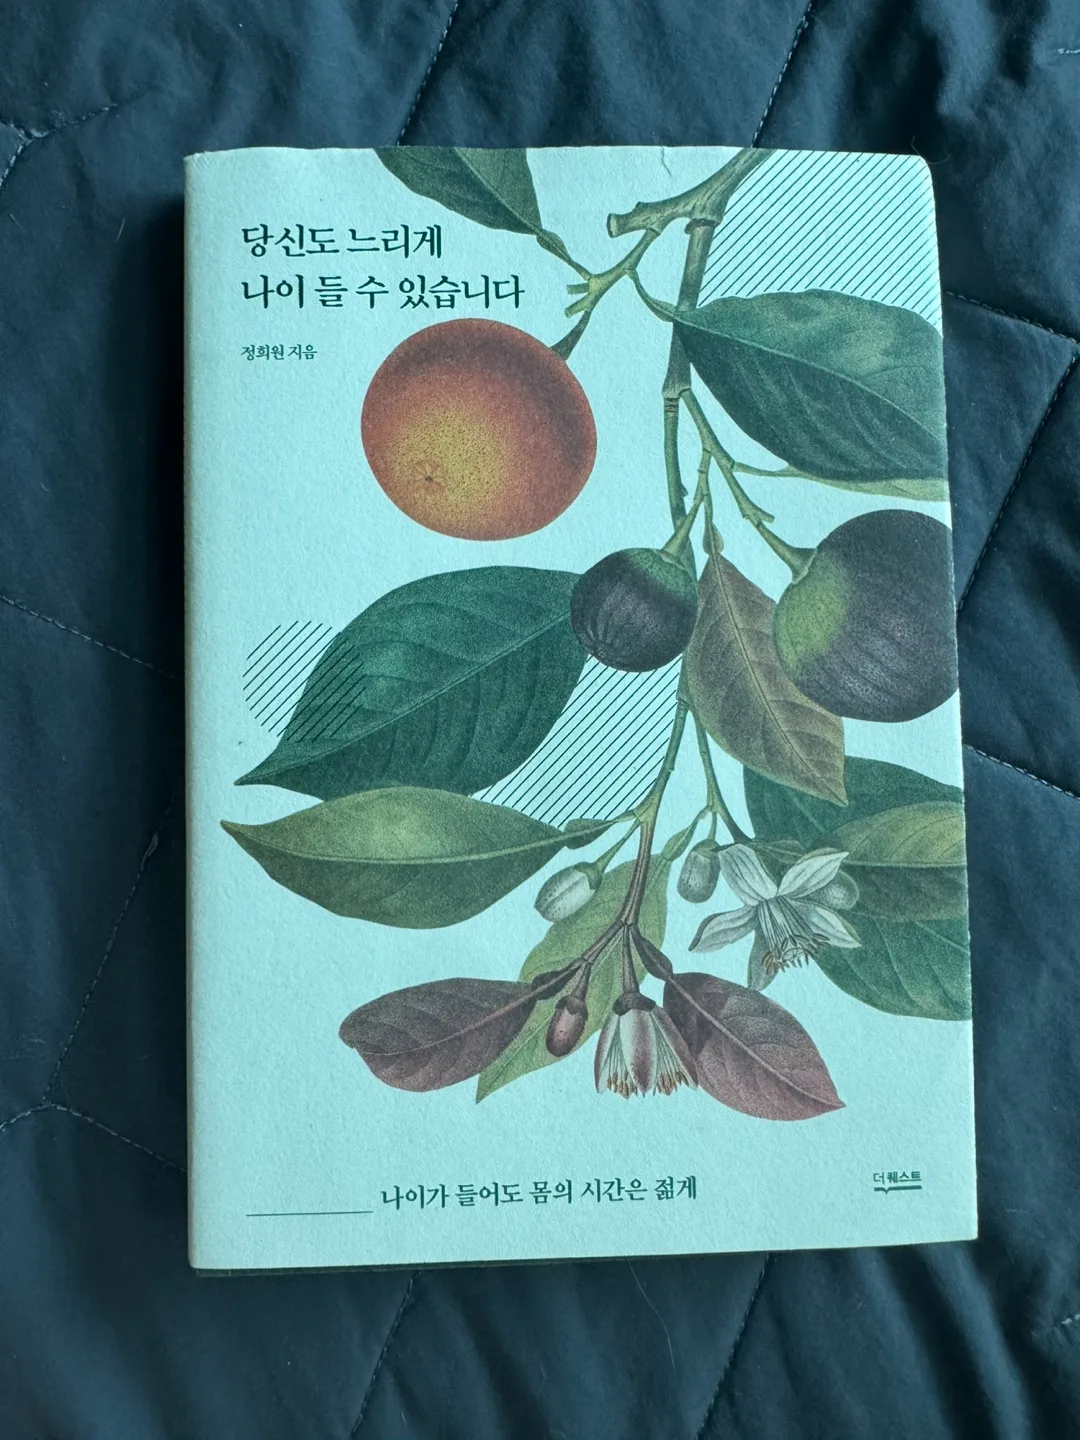 당신도 느리게
나이 들 수 있습니다
정희원 지음
나이가 들어도 몸의 시간은 젊게
더퀘스트